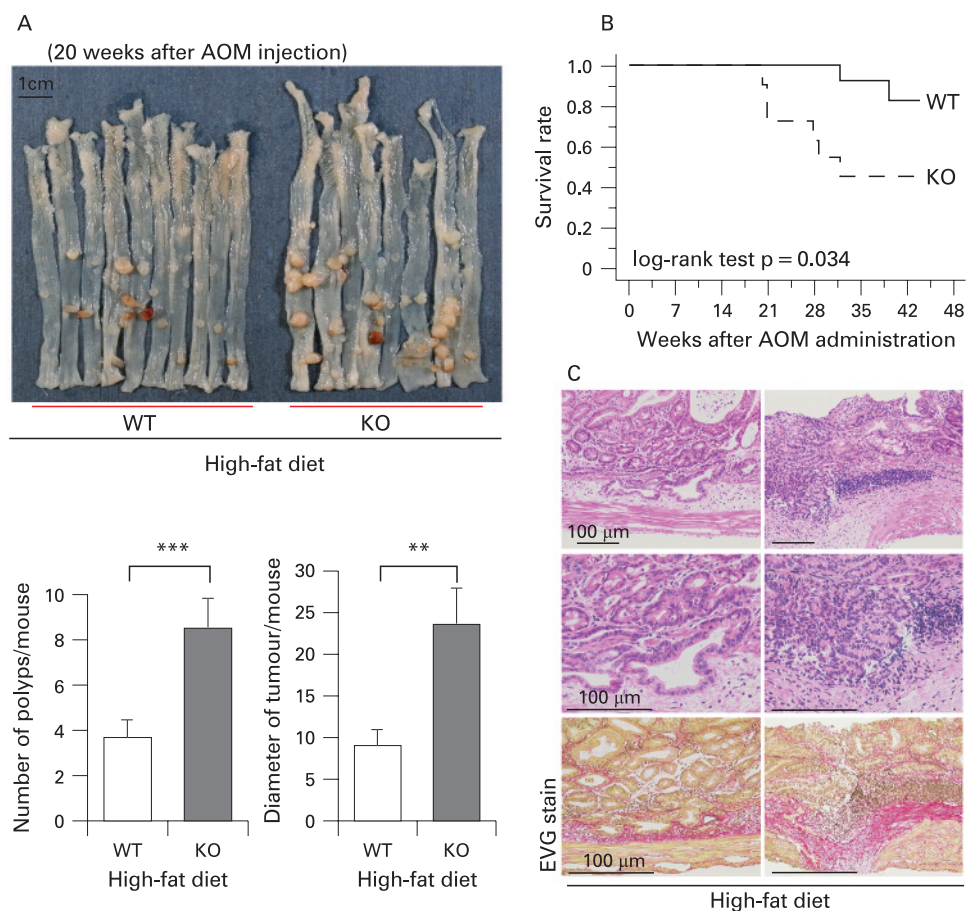 A
(20 weeks after AOM injection)
1cm
WT KO
High-fat diet
Number of polyps/mouse
10
8
6
4
2
0
***
WT KO
High-fat diet
Diameter of tumour/mouse
30
25
20
15
10
5
0
**
WT KO
High-fat diet
B
Survival rate
1.0
0.8
0.6
0.4
0.2
0
WT
KO
log-rank test p = 0.034
0 7 14 21 28 35 43 48
Weeks after AOM administration
C
100 μm
100 μm
EVG stain
100 μm
High-fat diet